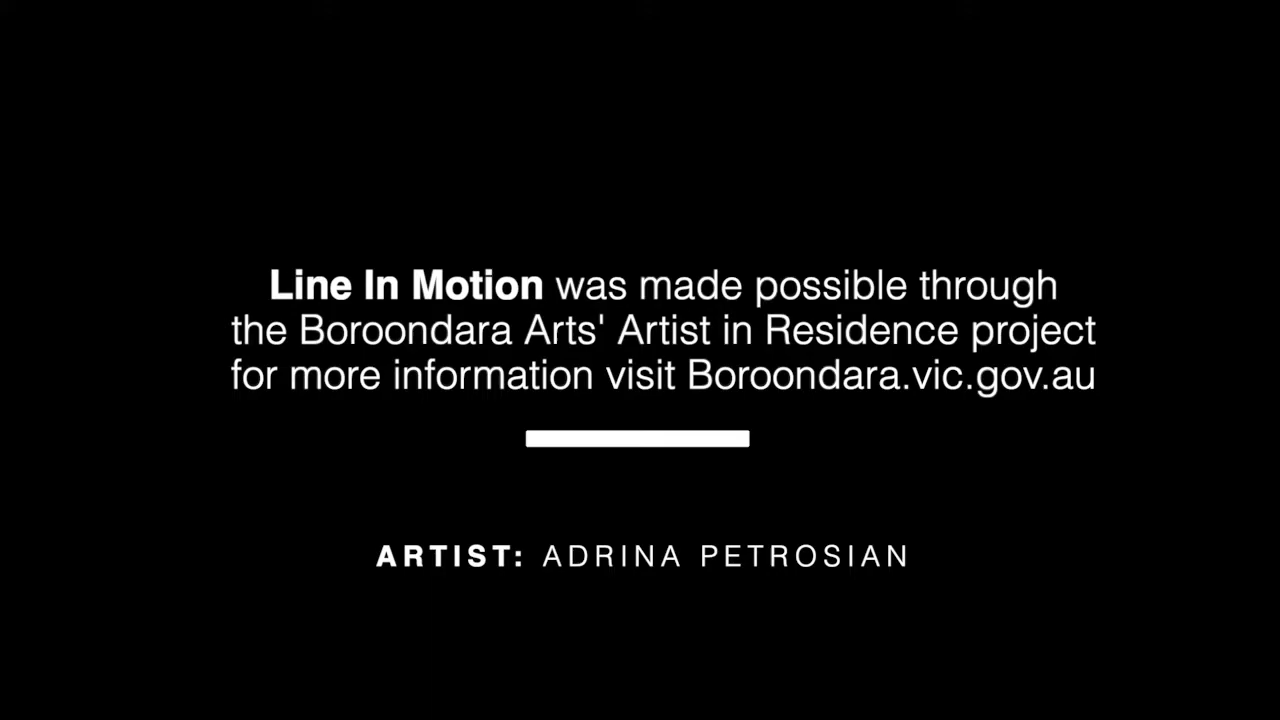 Line In Motion was made possible through
the Boroondara Arts' Artist in Residence project
for more information visit Boroondara.vic.gov.au
ARTIST: ADRINA PETROSIAN